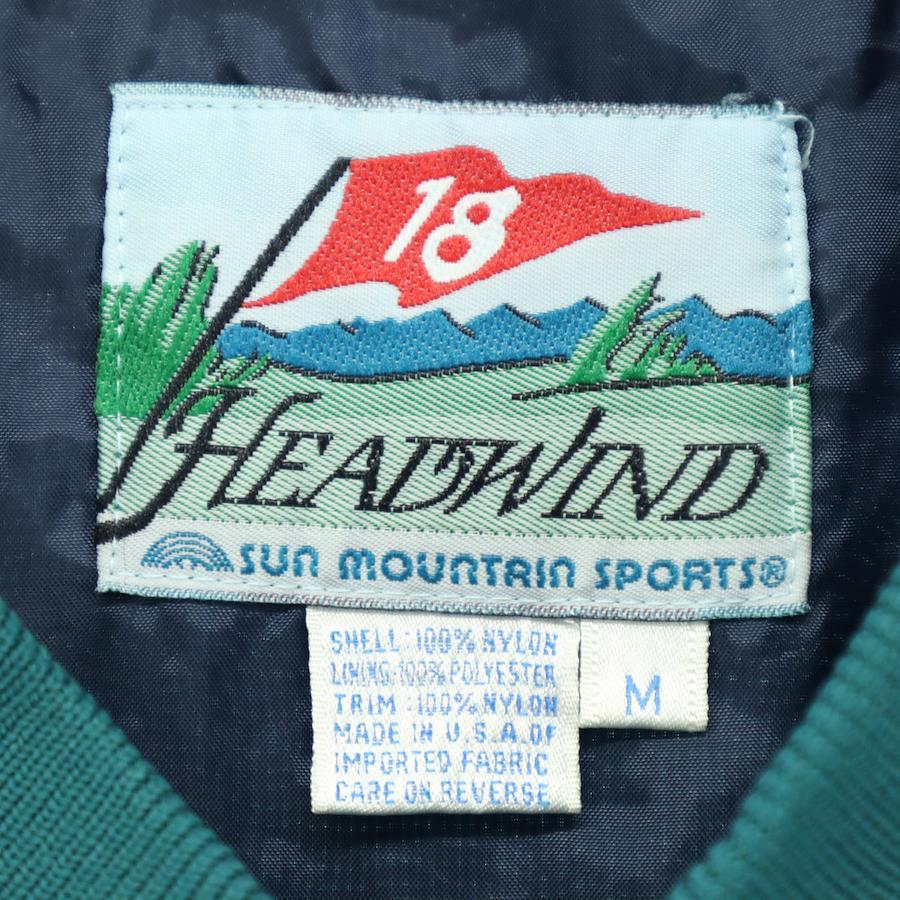 18
HEADWIND
SUN MOUNTAIN SPORTS®
SHELL:100% NYLON
LINING:100% POLYESTER
TRIM :100% NYLON
MADE IN U.S.A.OF
IMPORTED FABRIC
CARE ON REVERSE
M